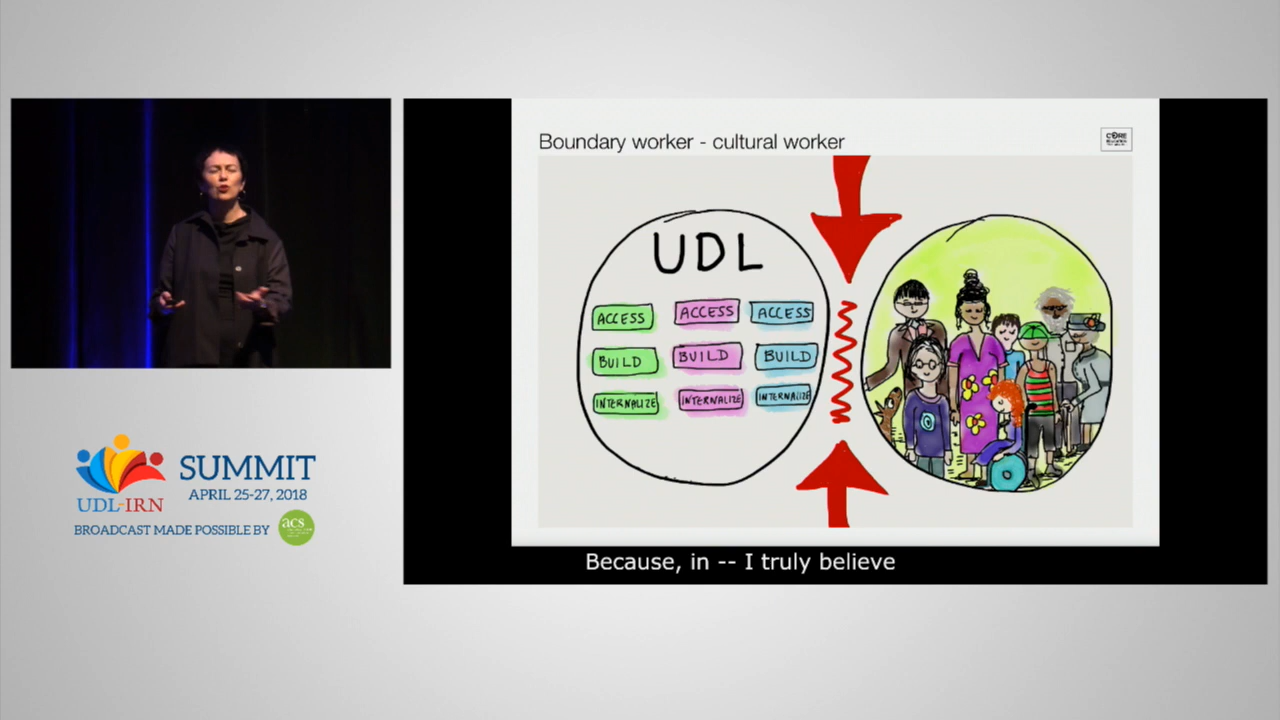 Boundary worker - cultural worker
CORE
UDL
ACCESS ACCESS ACCESS
BUILD BUILD BUILD
INTERNALIZE INTERNALIZE INTERNALIZE
SUMMIT
APRIL 25-27, 2018
UDL-IRN
BROADCAST MADE POSSIBLE BY acs
Because, in -- I truly believe